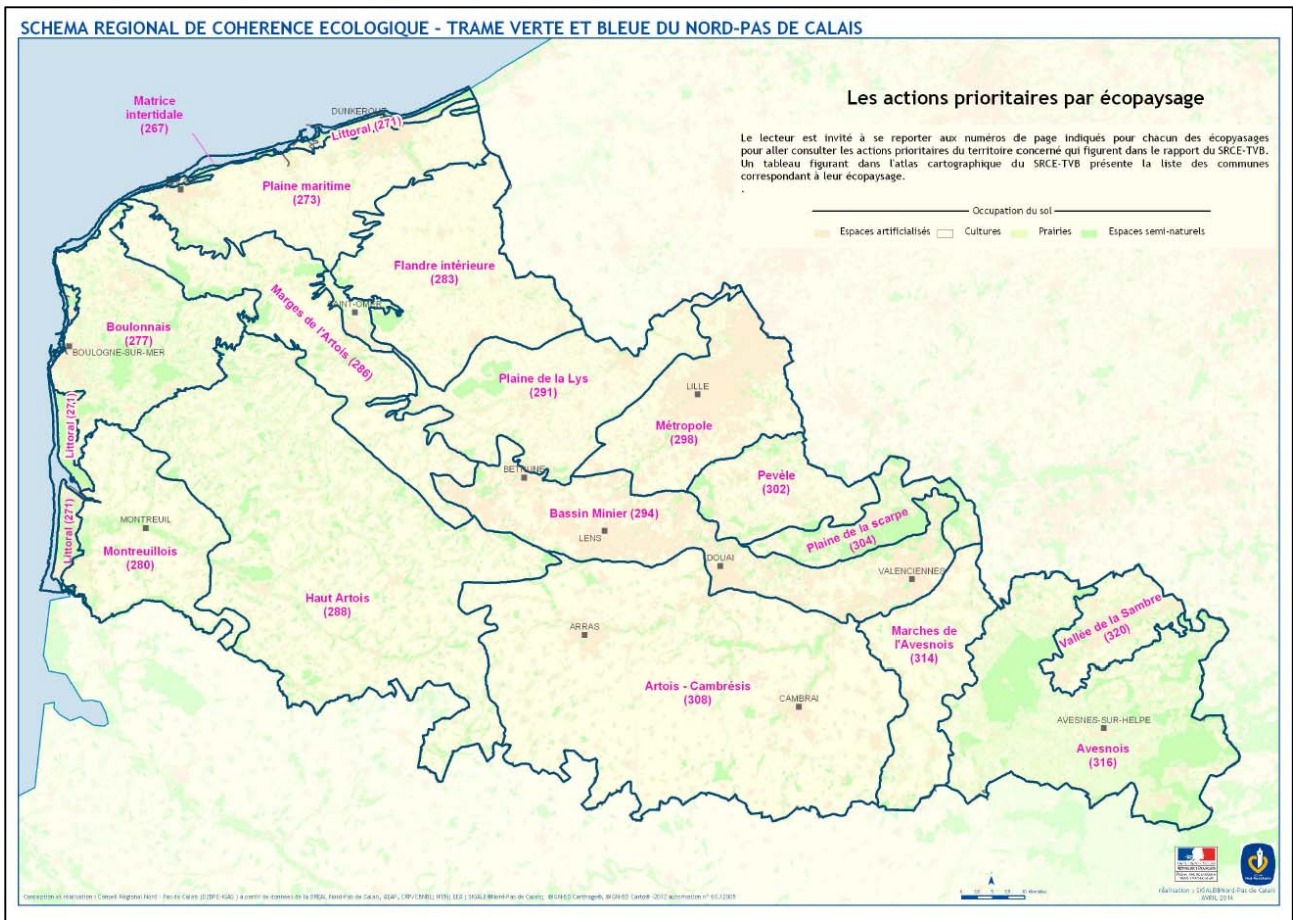 SCHEMA REGIONAL DE COHERENCE ECOLOGIQUE - TRAME VERTE ET BLEUE DU NORD-PAS DE CALAIS
Les actions prioritaires par écopaysage
Le lecteur est invité à se reporter aux numéros de page indiqués pour chacun des écopyasages
pour aller consulter les actions prioritaires du territoire concerné qui figurent dans le rapport du SRCE-TVB.
Un tableau figurant dans l'atlas cartographique du SRCE-TVB présente la liste des communes
correspondant à leur écopaysage.
.
Occupation du sol
Espaces artificialisés
Cultures
Prairies
Espaces semi-naturels
Matrice
intertidale
(267)
DUNKERQUE
Littoral (271)
Plaine maritime
(273)
Flandre intérieure
(283)
SAINT-OMER
Marges de l'Artois (286)
Boulonnais
(277)
BOULOGNE-SUR-MER
Plaine de la Lys
(291)
LILLE
Métropole
(298)
Littoral (271)
BETHUNE
Pevèle
(302)
Bassin Minier (294)
LENS
Littoral (271)
MONTREUIL
Montreuillois
(280)
Plaine de la scarpe
(304)
DOUAI
VALENCIENNES
Haut Artois
(288)
ARRAS
Marches de
l'Avesnois
(314)
Vallée de la Sambre
(320)
Artois - Cambrésis
(308)
CAMBRAI
AVESNES-SUR-HELPE
Avesnois
(316)
réalisation : SIGALE®Nord-Pas de Calais
AVRIL 2014